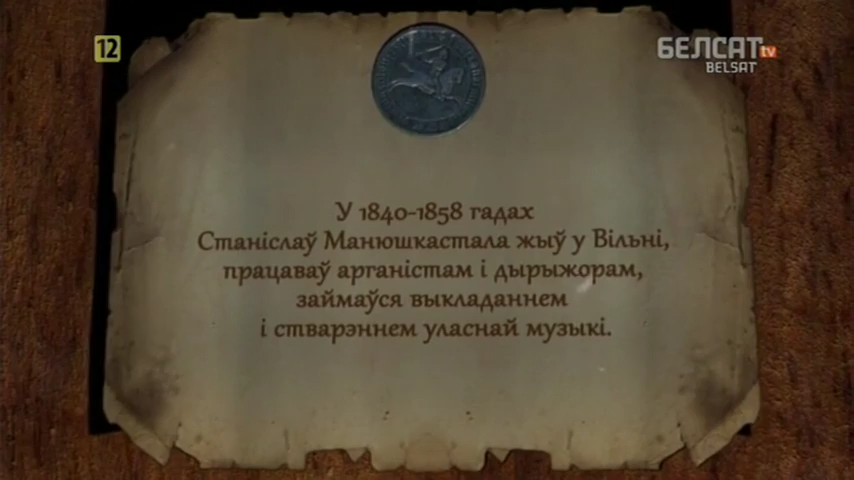 12
БЕЛСАТ tv
BELSAT
У 1840-1858 гадах
Станіслаў Манюшкастала жыў у Вільні,
працаваў арганістам і дырыжорам,
займаўся выкладаннем
і стварэннем уласнай музыкі.